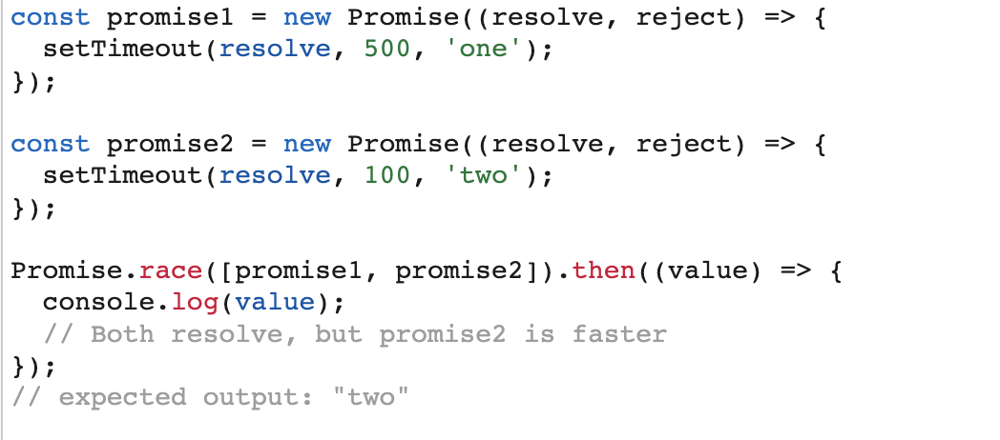 const promise1 = new Promise((resolve, reject) => {
  setTimeout(resolve, 500, 'one');
});

const promise2 = new Promise((resolve, reject) => {
  setTimeout(resolve, 100, 'two');
});

Promise.race([promise1, promise2]).then((value) => {
  console.log(value);
  // Both resolve, but promise2 is faster
});
// expected output: "two"